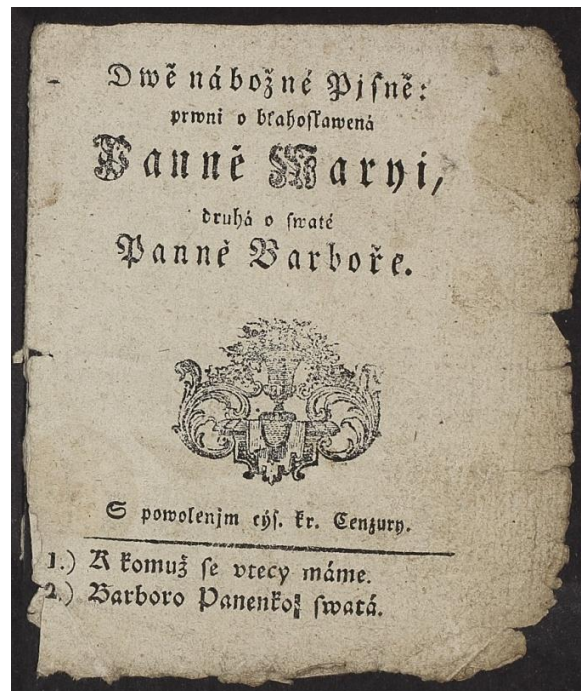 Dwě nábožné Pjsně:
prwni o blahoslawená
Panně Maryi,
druhá o swaté
Panně Barboře.
S powolenjm cýs. kr. Cenzury.
1.) K komuž se vtecy máme.
2.) Barboro Panenko swatá.